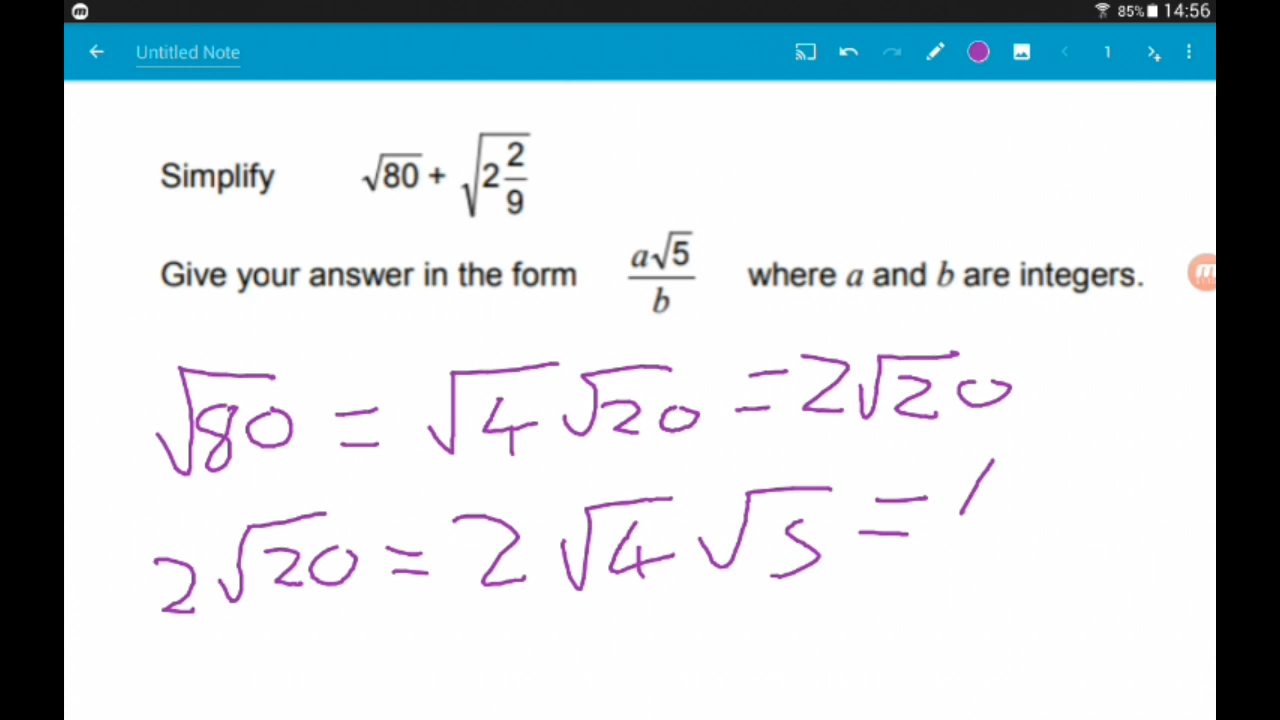 85% 14:56
Untitled Note 1
Simplify √80 + √2 2/9
Give your answer in the form a√5/b where a and b are integers.
√80 = √4 √20 = 2√20
2√20 = 2 √4 √5 =